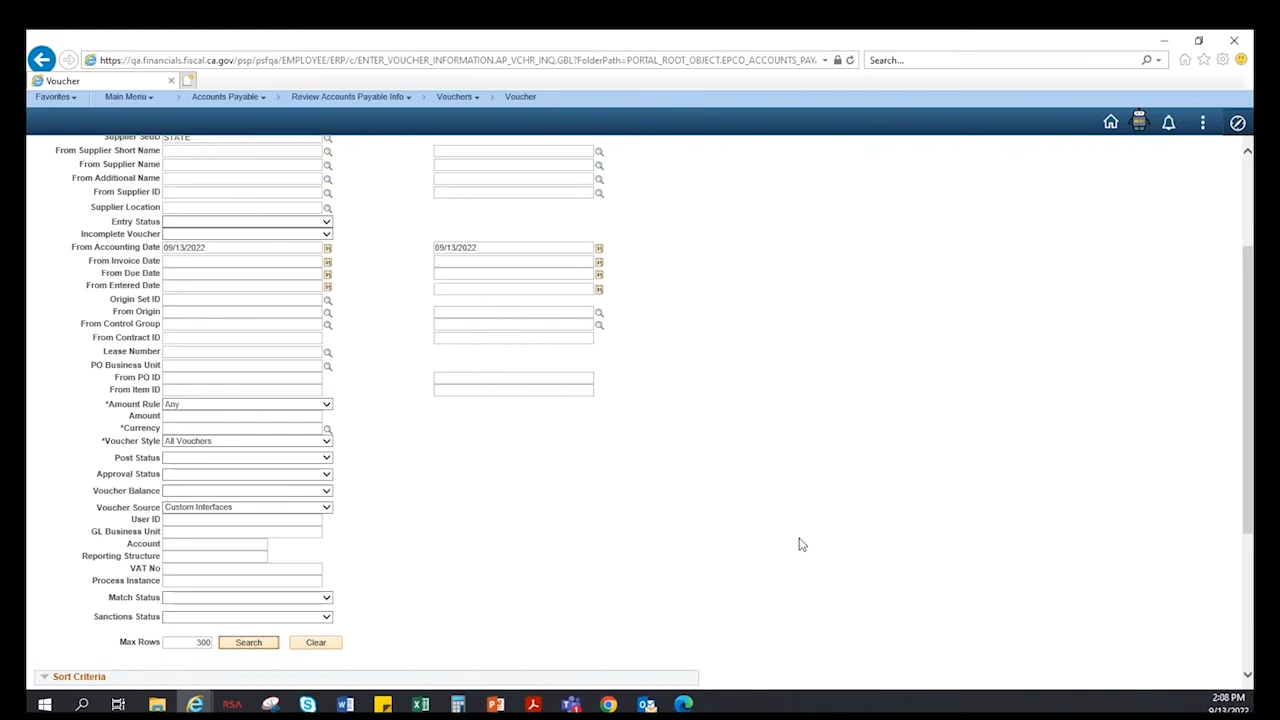 https://qa.financials.fiscal.ca.gov/psp/psfqa/EMPLOYEE/ERP/c/ENTER_VOUCHER_INFORMATION.AP_VCHR_INQ.GBL?FolderPath=PORTAL_ROOT_OBJECT.EPCO_ACCOUNTS_PAY Search...
Voucher
Favorites Main Menu > Accounts Payable > Review Accounts Payable Info > Vouchers > Voucher
Supplier SetID STATE
From Supplier Short Name
From Supplier Name
From Additional Name
From Supplier ID
Supplier Location
Entry Status
Incomplete Voucher
From Accounting Date 09/13/2022 09/13/2022
From Invoice Date
From Due Date
From Entered Date
Origin Set ID
From Origin
From Control Group
From Contract ID
Lease Number
PO Business Unit
From PO ID
From Item ID
*Amount Rule Any
Amount
*Currency
*Voucher Style All Vouchers
Post Status
Approval Status
Voucher Balance
Voucher Source Custom Interfaces
User ID
GL Business Unit
Account
Reporting Structure
VAT No
Process Instance
Match Status
Sanctions Status
Max Rows 300 Search Clear
Sort Criteria
RSA
2:08 PM
9/13/2022